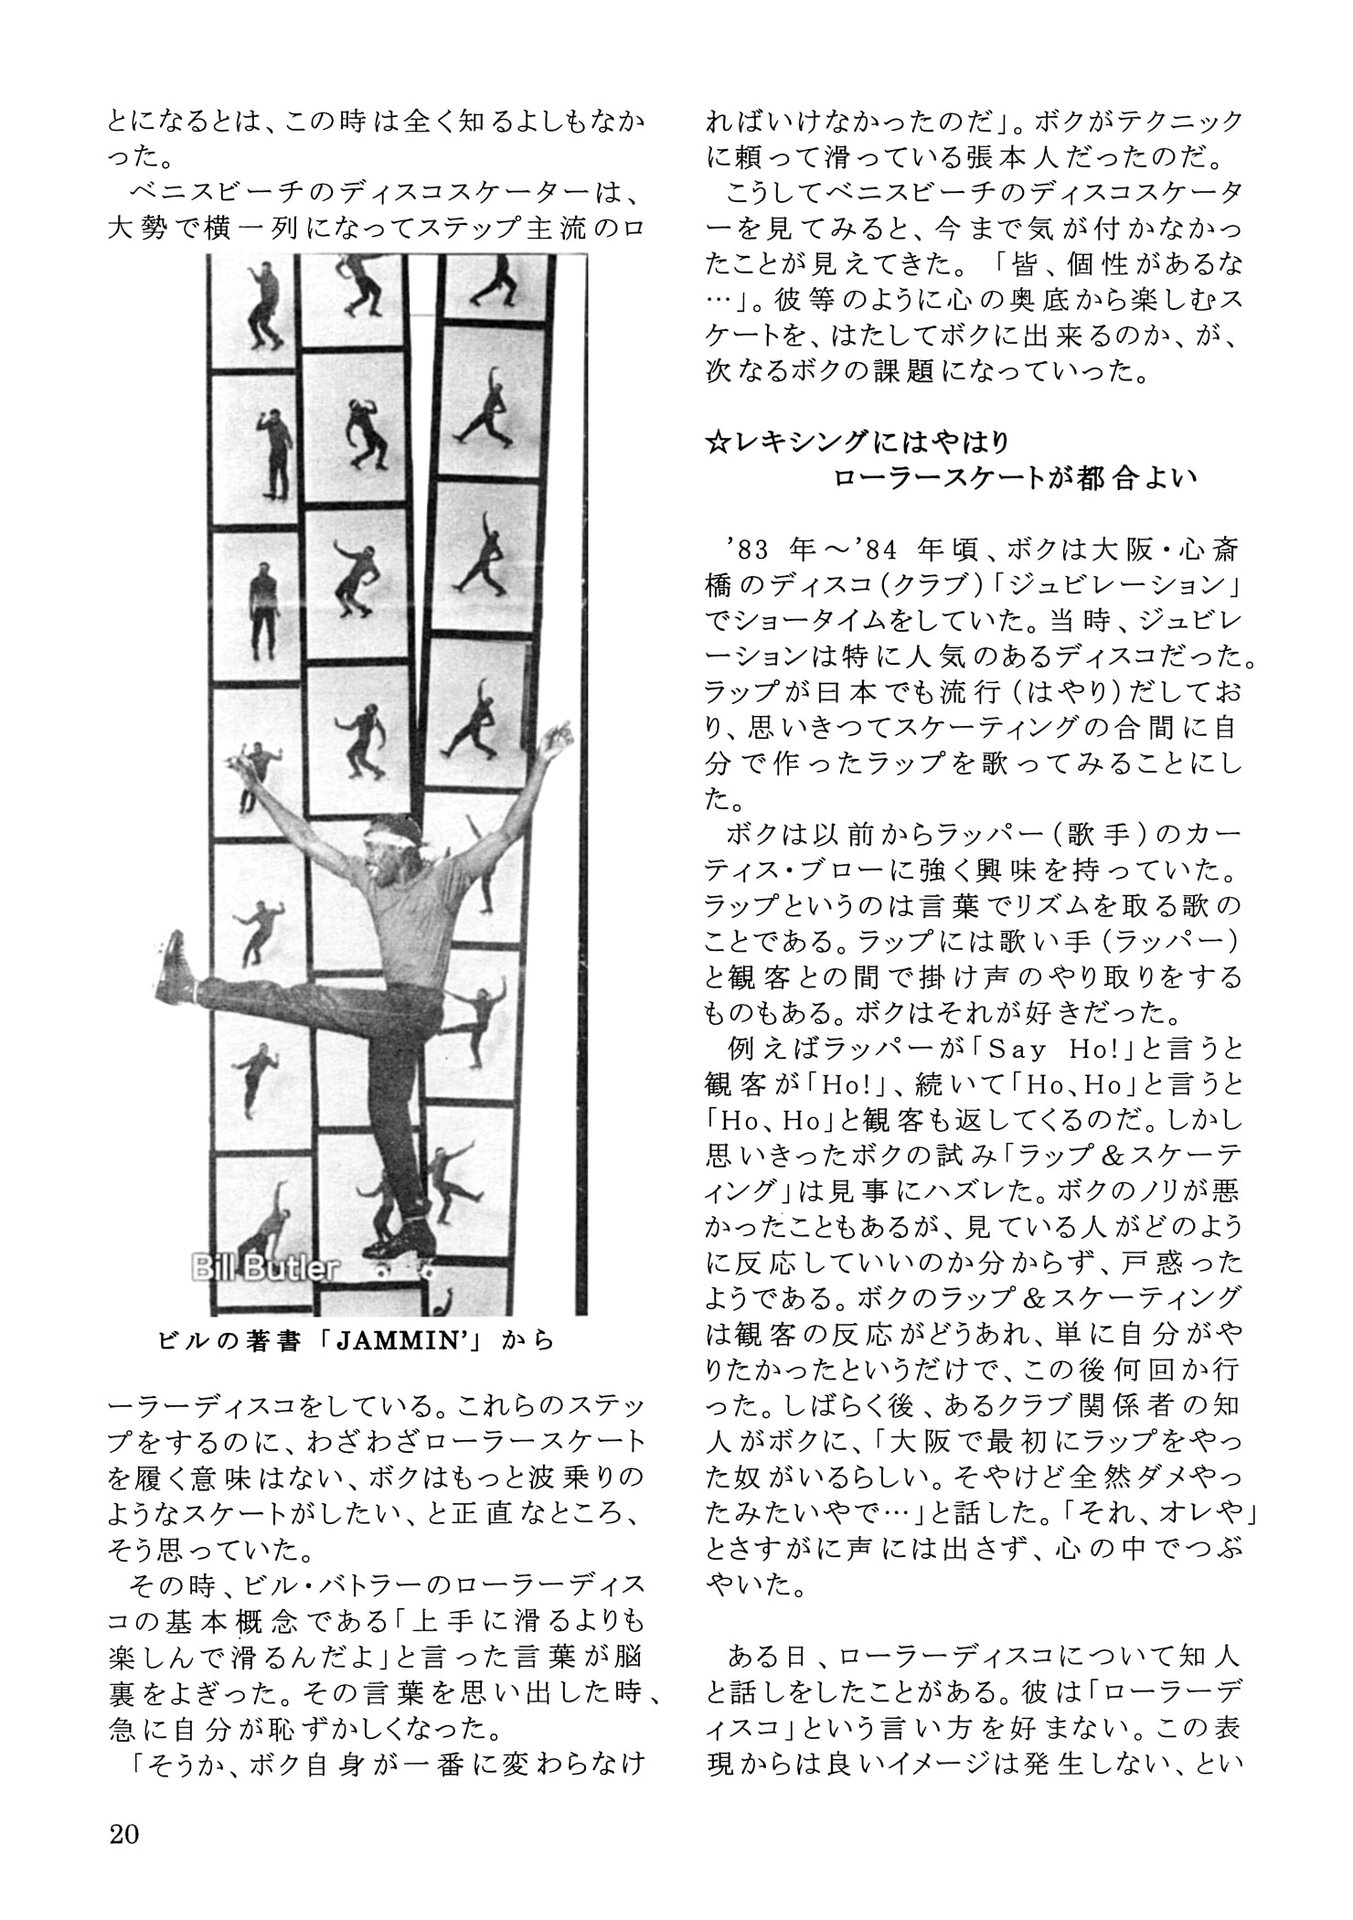 とになるとは、この時は全く知るよしもなか
った。
ベニスビーチのディスコスケーターは、
大勢で横一列になってステップ主流のロ
Bill Butler
ビルの著書「JAMMIN’」から
ーラーディスコをしている。これらのステッ
プをするのに、わざわざローラースケート
を履く意味はない、ボクはもっと波乗りの
ようなスケートがしたい、と正直なところ、
そう思っていた。
その時、ビル・バトラーのローラーディス
コの基本概念である「上手に滑るよりも
楽しんで滑るんだよ」と言った言葉が脳
裏をよぎった。その言葉を思い出した時、
急に自分が恥ずかしくなった。
「そうか、ボク自身が一番に変わらなけ
ればいけなかったのだ」。ボクがテクニック
に頼って滑っている張本人だったのだ。
こうしてベニスビーチのディスコスケータ
ーを見てみると、今まで気が付かなかっ
たことが見えてきた。「皆、個性があるな
…」。彼等のように心の奥底から楽しむス
ケートを、はたしてボクに出来るのか、が、
次なるボクの課題になっていった。
☆レキシングにはやはり
ローラースケートが都合よい
’83 年～’84 年頃、ボクは大阪・心斎
橋のディスコ(クラブ)「ジュビレーション」
でショータイムをしていた。当時、ジュビレ
ーションは特に人気のあるディスコだった。
ラップが日本でも流行(はやり)だしてお
り、思いきつてスケーティングの合間に自
分で作ったラップを歌ってみることにし
た。
ボクは以前からラッパー(歌手)のカー
ティス・ブローに強く興味を持っていた。
ラップというのは言葉でリズムを取る歌の
ことである。ラップには歌い手(ラッパー)
と観客との間で掛け声のやり取りをする
ものもある。ボクはそれが好きだった。
例えばラッパーが「Say Ho!」と言うと
観客が「Ho!」、続いて「Ho、Ho」と言うと
「Ho、Ho」と観客も返してくるのだ。しかし
思いきったボクの試み「ラップ＆スケーテ
ィング」は見事にハズレた。ボクのノリが悪
かったこともあるが、見ている人がどのよう
に反応していいのか分からず、戸惑った
ようである。ボクのラップ＆スケーティング
は観客の反応がどうあれ、単に自分がや
りたかったというだけで、この後何回か行
った。しばらく後、あるクラブ関係者の知
人がボクに、「大阪で最初にラップをやっ
た奴がいるらしい。そやけど全然ダメやっ
たみたいやで…」と話した。「それ、オレや」
とさすがに声には出さず、心の中でつぶ
やいた。
ある日、ローラーディスコについて知人
と話しをしたことがある。彼は「ローラーデ
ィスコ」という言い方を好まない。この表
現からは良いイメージは発生しない、とい
20